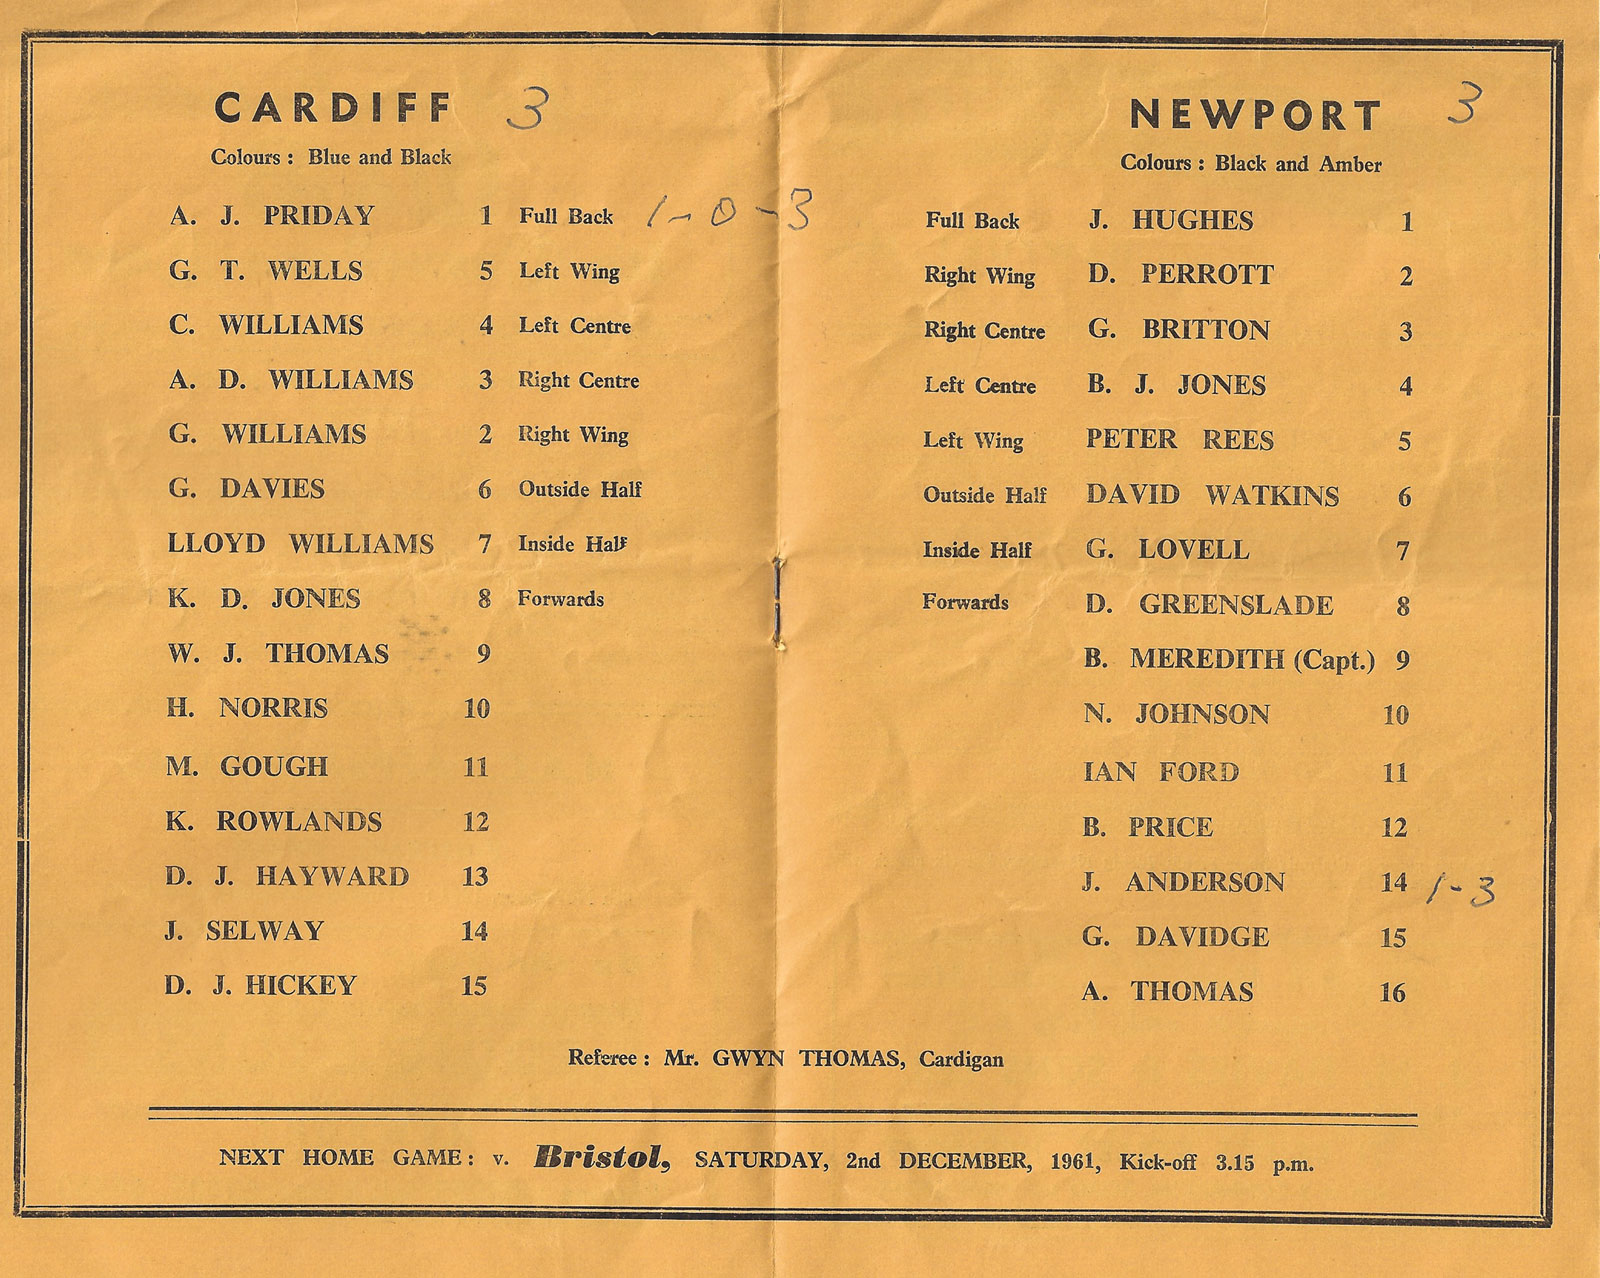 CARDIFF 3
Colours : Blue and Black
A. J. PRIDAY 1 Full Back 1-0-3
G. T. WELLS 5 Left Wing
C. WILLIAMS 4 Left Centre
A. D. WILLIAMS 3 Right Centre
G. WILLIAMS 2 Right Wing
G. DAVIES 6 Outside Half
LLOYD WILLIAMS 7 Inside Half
K. D. JONES 8 Forwards
W. J. THOMAS 9
H. NORRIS 10
M. GOUGH 11
K. ROWLANDS 12
D. J. HAYWARD 13
J. SELWAY 14
D. J. HICKEY 15
NEWPORT 3
Colours : Black and Amber
Full Back J. HUGHES 1
Right Wing D. PERROTT 2
Right Centre G. BRITTON 3
Left Centre B. J. JONES 4
Left Wing PETER REES 5
Outside Half DAVID WATKINS 6
Inside Half G. LOVELL 7
Forwards D. GREENSLADE 8
B. MEREDITH (Capt.) 9
N. JOHNSON 10
IAN FORD 11
B. PRICE 12
J. ANDERSON 14 1-3
G. DAVIDGE 15
A. THOMAS 16
Referee : Mr. GWYN THOMAS, Cardigan
NEXT HOME GAME : v. Bristol, SATURDAY, 2nd DECEMBER, 1961, Kick-off 3.15 p.m.